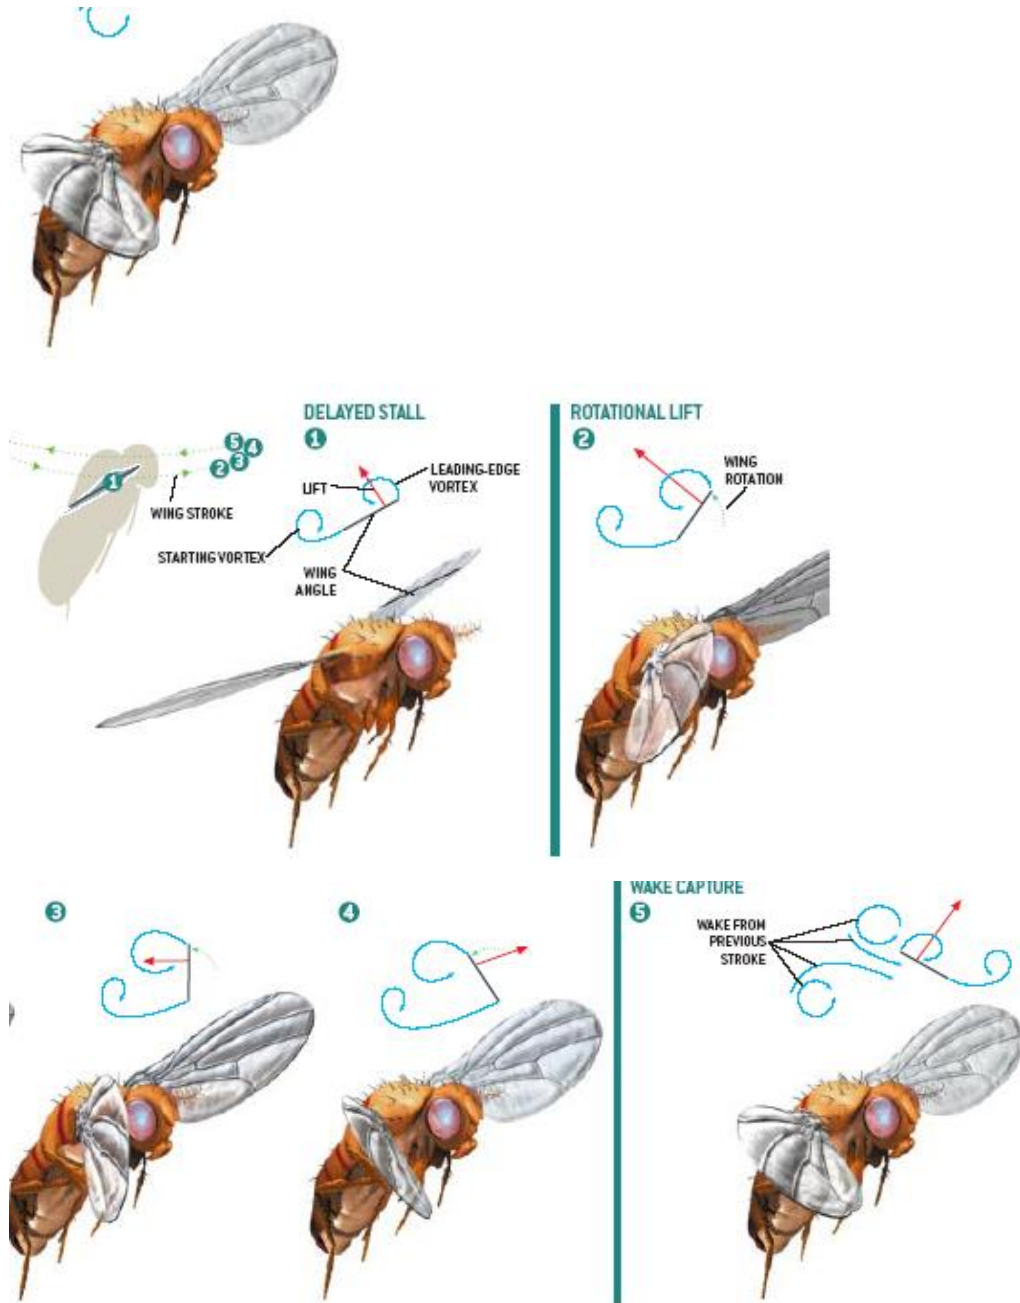 DELAYED STALL
1
ROTATIONAL LIFT
2
5
4
3
2
1
WING STROKE
LIFT
LEADING-EDGE
VORTEX
STARTING VORTEX
WING
ANGLE
WING
ROTATION
3
4
WAKE CAPTURE
5
WAKE FROM
PREVIOUS
STROKE